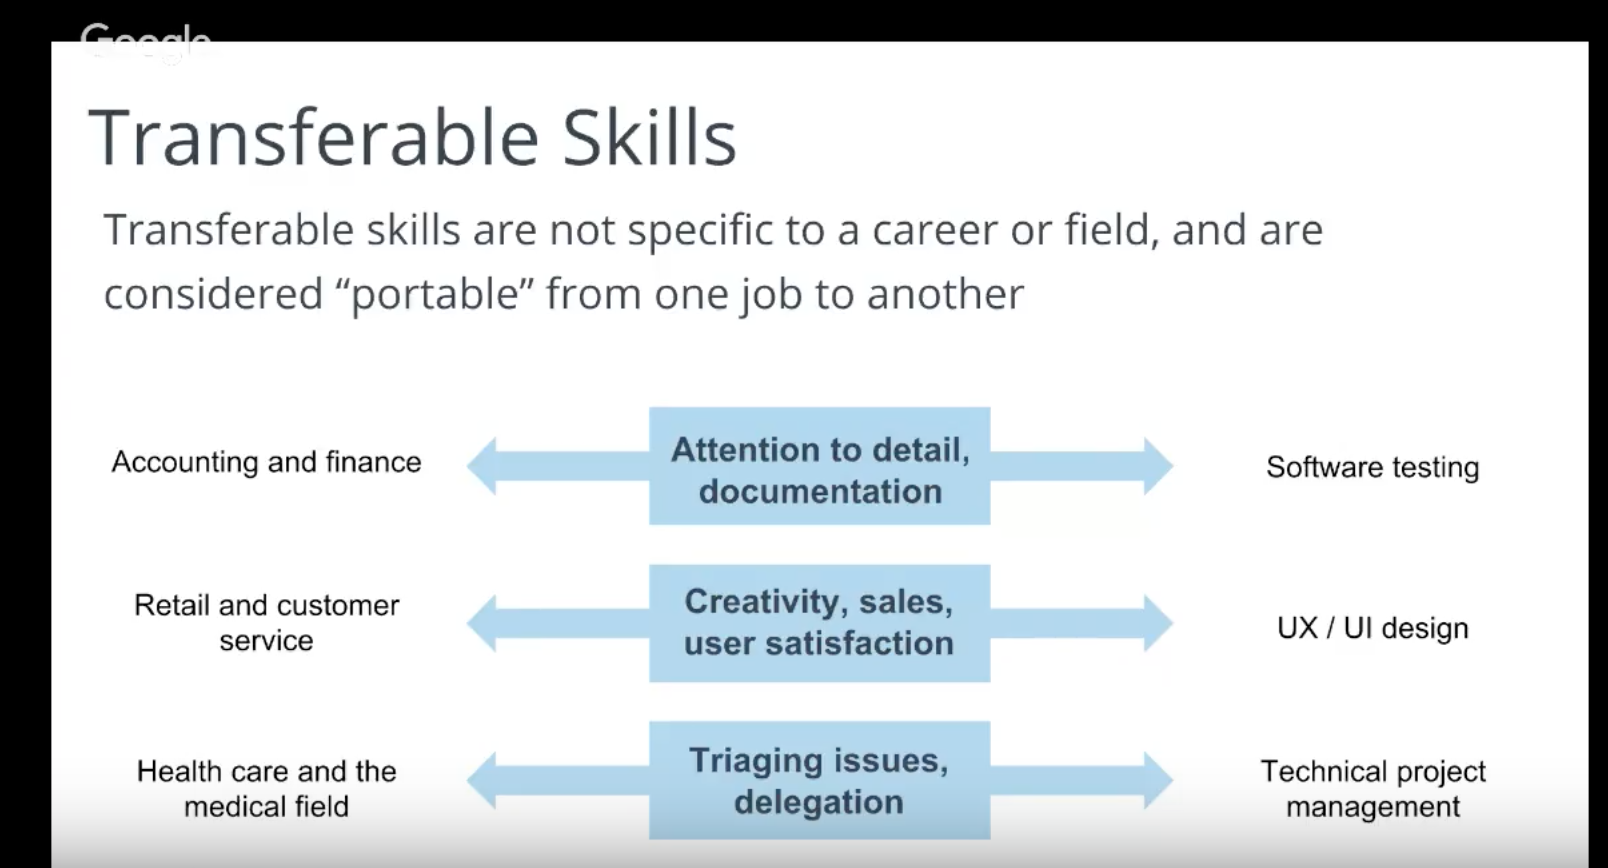 Google
Transferable Skills
Transferable skills are not specific to a career or field, and are
considered “portable” from one job to another
Accounting and finance
Attention to detail,
documentation
Software testing
Retail and customer
service
Creativity, sales,
user satisfaction
UX / UI design
Health care and the
medical field
Triaging issues,
delegation
Technical project
management